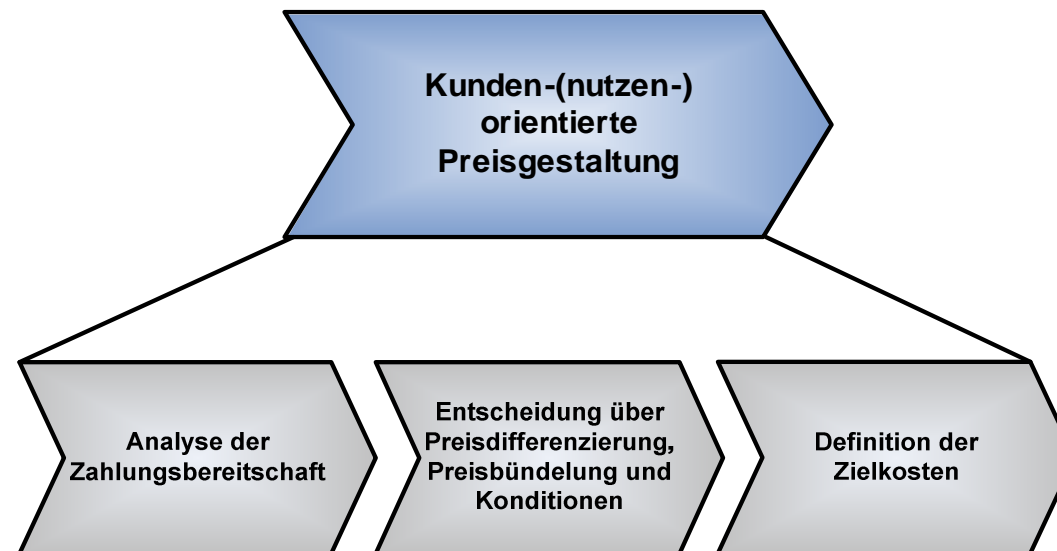 Kunden-(nutzen-)
orientierte
Preisgestaltung
Analyse der
Zahlungsbereitschaft
Entscheidung über
Preisdifferenzierung,
Preisbündelung und
Konditionen
Definition der
Zielkosten